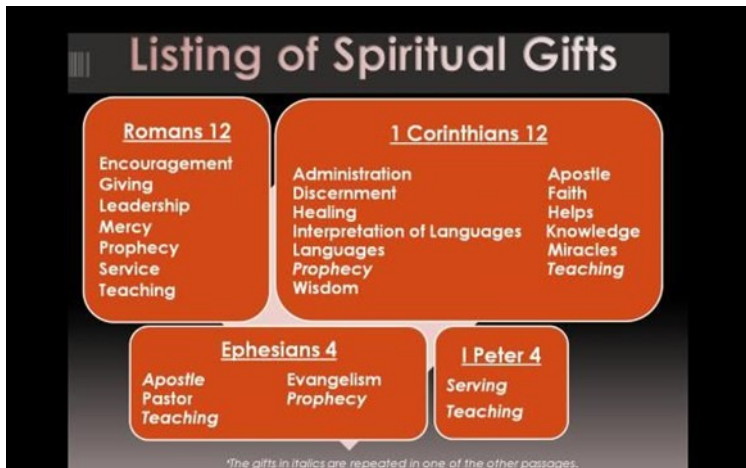 Listing of Spiritual Gifts
Romans 12
Encouragement
Giving
Leadership
Mercy
Prophecy
Service
Teaching
1 Corinthians 12
Administration
Discernment
Healing
Interpretation of Languages
Languages
Prophecy
Wisdom
Apostle
Faith
Helps
Knowledge
Miracles
Teaching
Ephesians 4
Apostle
Pastor
Teaching
Evangelism
Prophecy
I Peter 4
Serving
Teaching
*The gifts in italics are repeated in one of the other passages.